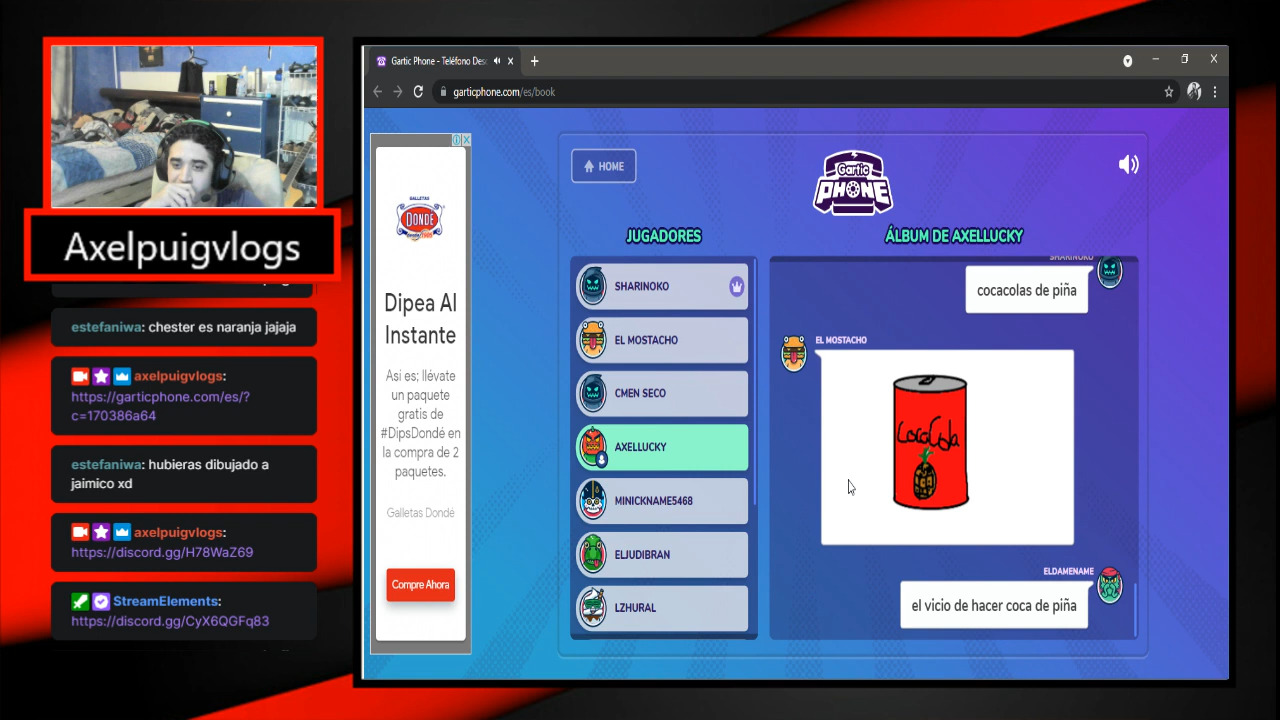 Axelpuigvlogs
estefaniwa: chester es naranja jajaja
axelpuigvlogs:
https://garticphone.com/es/?
c=170386a64
estefaniwa: hubieras dibujado a
jaimico xd
axelpuigvlogs:
https://discord.gg/H78WaZ69
StreamElements:
https://discord.gg/CyX6QGFq83
Gartic Phone - Teléfono Des
garticphone.com/es/book
GALLETAS
DONDE
Dipea Al
Instante
Asi es; llévate
un paquete
gratis de
#DipsDondé en
la compra de 2
paquetes.
Galletas Dondé
Compre Ahora
HOME
Gartic
PHONE
JUGADORES
SHARINOKO
EL MOSTACHO
CMEN SECO
AXELLUCKY
MINICKNAME5468
ELJUDIBRAN
LZHURAL
ÁLBUM DE AXELLUCKY
SHARINOKO
cocacolas de piña
EL MOSTACHO
CocaCola
ELDAMENAME
el vicio de hacer coca de piña